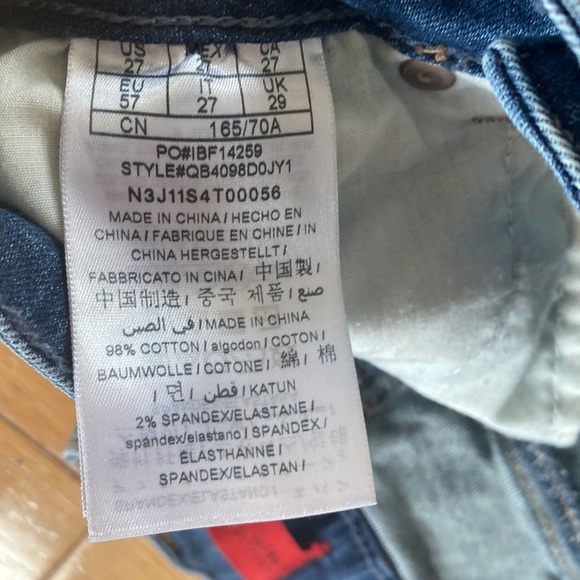 US MEX CA
27 27
EU IT UK
57 27 29
CN 165/70A
PO#IBF14259
STYLE#QB4098D0JY1
N3J11S4T00056
MADE IN CHINA / HECHO EN
CHINA / FABRIQUE EN CHINE / IN
CHINA HERGESTELLT /
FABBRICATO IN CINA / 中国製 /
中国制造 / 중국 제품 / صنع
في الصين / MADE IN CHINA
98% COTTON / algodon / COTON /
BAUMWOLLE / COTONE / 綿 / 棉
/ 면 / قطن / KATUN
2% SPANDEX/ELASTANE /
spándex/elastano / SPANDEX /
ÉLASTHANNE /
SPANDEX/ELASTAN /